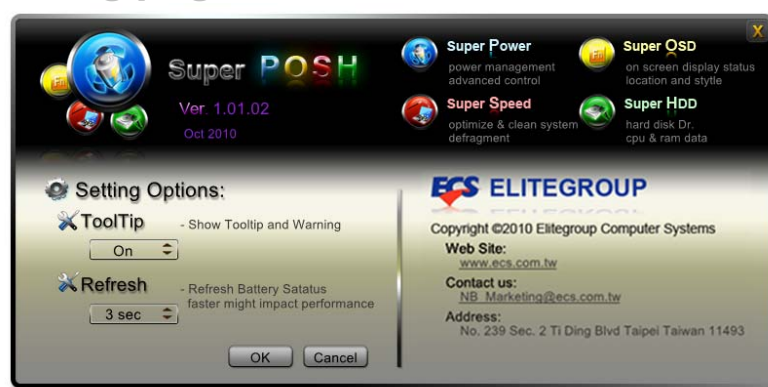 Super POSH
Ver. 1.01.02
Oct 2010
Super Power
power management
advanced control
Super OSD
on screen display status
location and stytle
Super Speed
optimize & clean system
defragment
Super HDD
hard disk Dr.
cpu & ram data
X
Fn
Fn
Setting Options:
ToolTip
- Show Tooltip and Warning
On
Refresh
- Refresh Battery Satatus
faster might impact performance
3 sec
OK
Cancel
ECS ELITEGROUP
Copyright ©2010 Elitegroup Computer Systems
Web Site:
www.ecs.com.tw
Contact us:
NB_Marketing@ecs.com.tw
Address:
No. 239 Sec. 2 Ti Ding Blvd Taipei Taiwan 11493